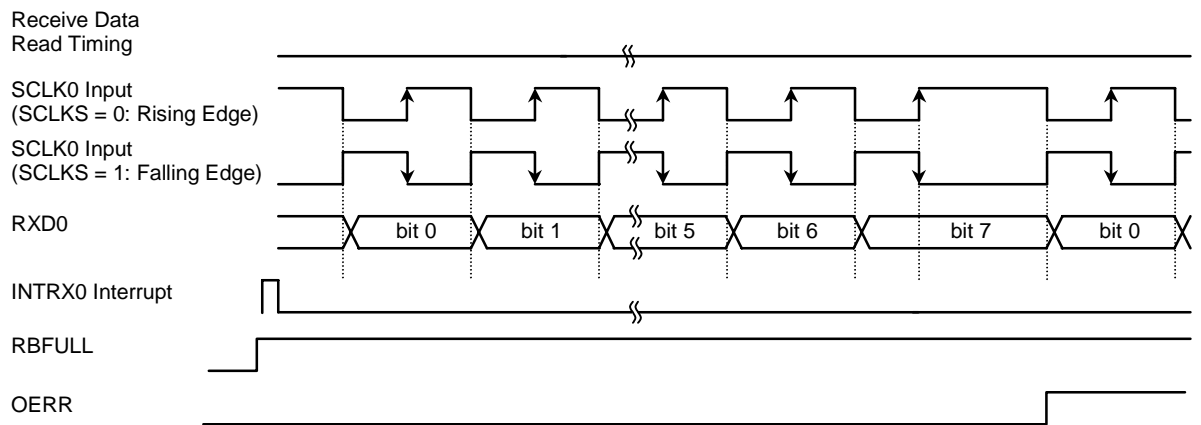 Receive Data
Read Timing
SCLK0 Input
(SCLKS = 0: Rising Edge)
SCLK0 Input
(SCLKS = 1: Falling Edge)
RXD0
bit 0 bit 1 bit 5 bit 6 bit 7 bit 0
INTRX0 Interrupt
RBFULL
OERR